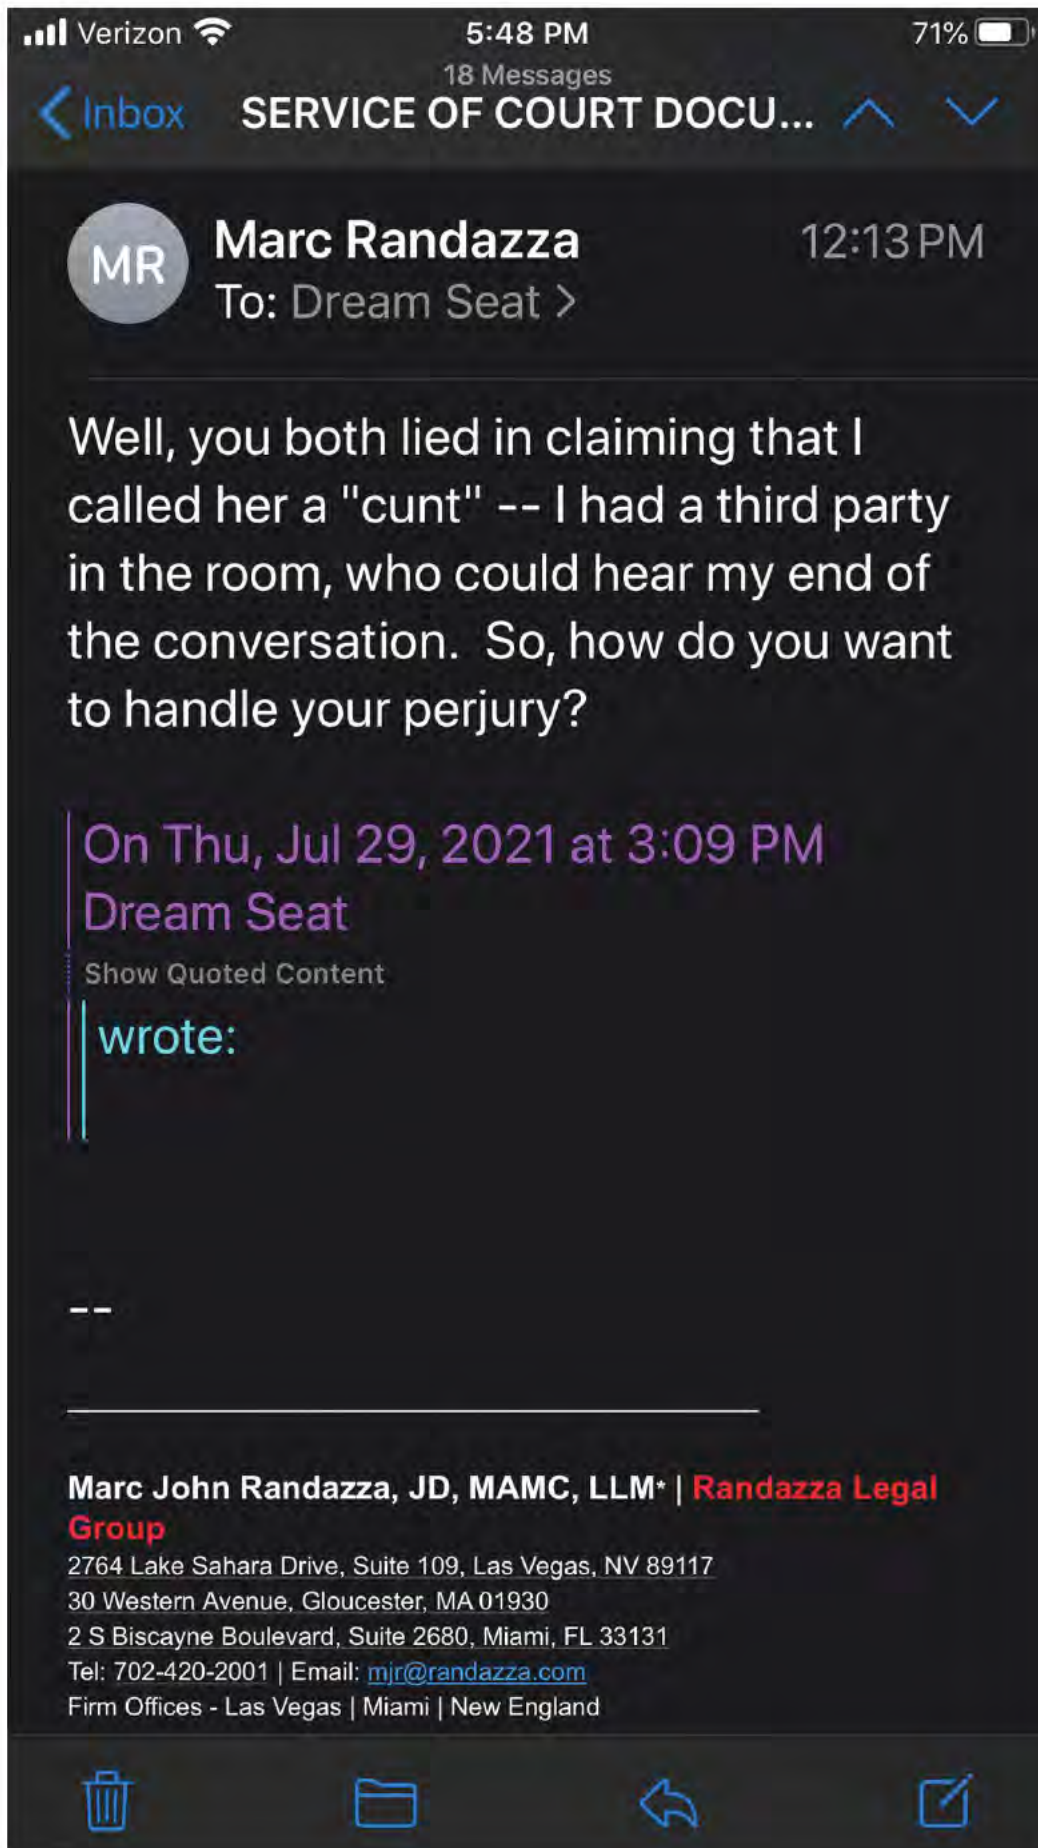 Verizon 5:48 PM 71%
18 Messages
Inbox SERVICE OF COURT DOCU...
MR Marc Randazza 12:13 PM
To: Dream Seat >
Well, you both lied in claiming that I
called her a "cunt" -- I had a third party
in the room, who could hear my end of
the conversation.  So, how do you want
to handle your perjury?
On Thu, Jul 29, 2021 at 3:09 PM
Dream Seat
Show Quoted Content
wrote:
--
Marc John Randazza, JD, MAMC, LLM* | Randazza Legal
Group
2764 Lake Sahara Drive, Suite 109, Las Vegas, NV 89117
30 Western Avenue, Gloucester, MA 01930
2 S Biscayne Boulevard, Suite 2680, Miami, FL 33131
Tel: 702-420-2001 | Email: mjr@randazza.com
Firm Offices - Las Vegas | Miami | New England